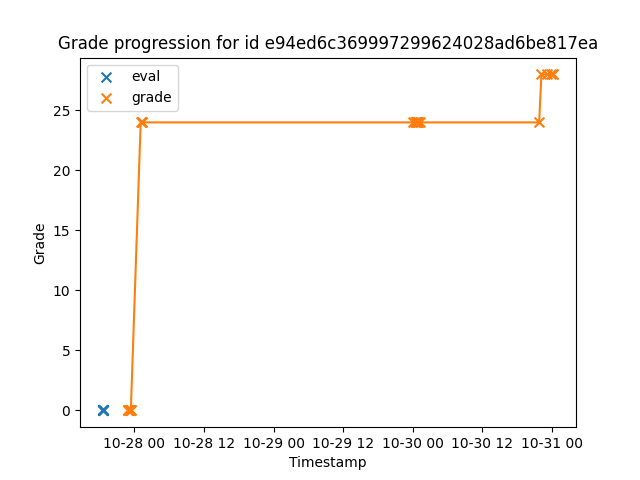 Grade progression for id e94ed6c369997299624028ad6be817ea
eval
grade
25
20
15
10
5
0
Grade
10-28 00 10-28 12 10-29 00 10-29 12 10-30 00 10-30 12 10-31 00
Timestamp